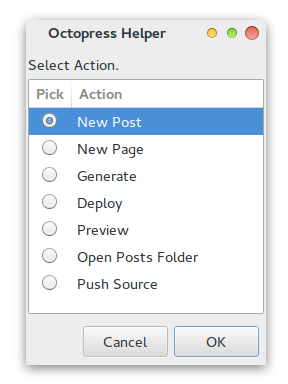 Octopress Helper
Select Action.
Pick Action
New Post
New Page
Generate
Deploy
Preview
Open Posts Folder
Push Source
Cancel OK